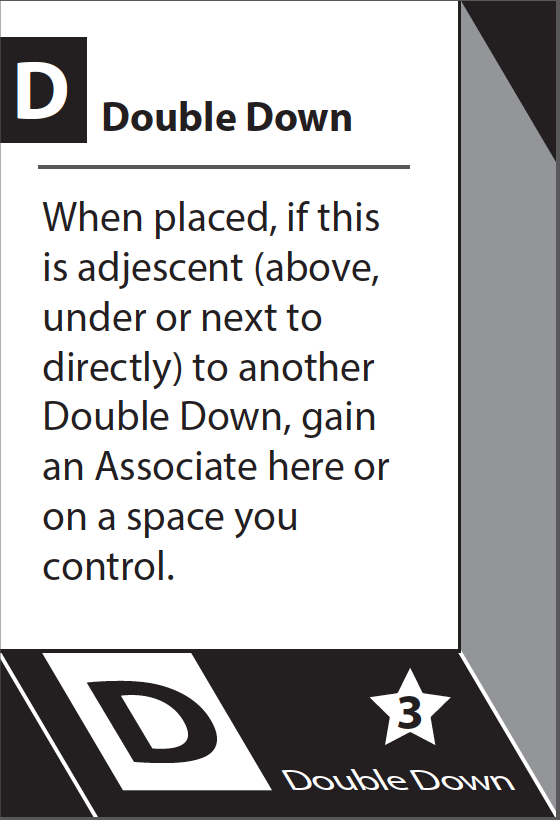 D
Double Down
When placed, if this
is adjescent (above,
under or next to
directly) to another
Double Down, gain
an Associate here or
on a space you
control.
D
3
Double Down